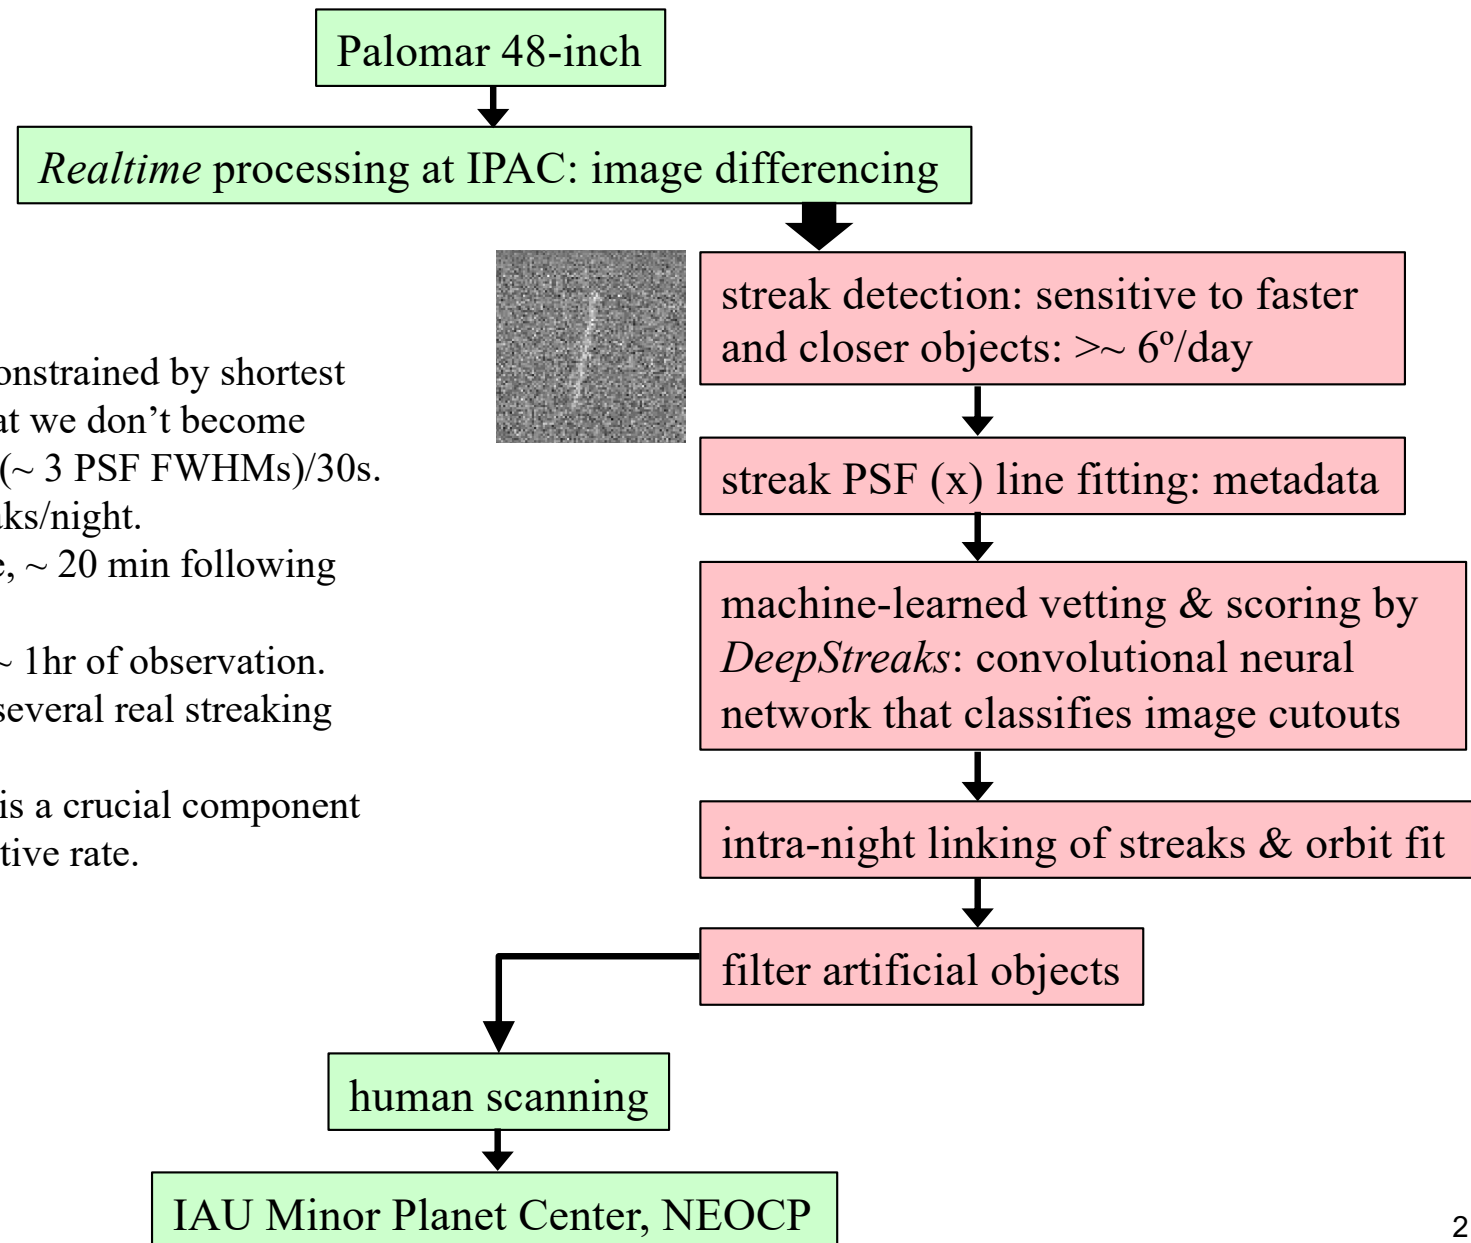 Palomar 48-inch
Realtime processing at IPAC: image differencing
streak detection: sensitive to faster
and closer objects: >~ 6º/day
onstrained by shortest
at we don’t become
(~ 3 PSF FWHMs)/30s.
aks/night.
e, ~ 20 min following
~ 1hr of observation.
several real streaking
is a crucial component
tive rate.
streak PSF (x) line fitting: metadata
machine-learned vetting & scoring by
DeepStreaks: convolutional neural
network that classifies image cutouts
intra-night linking of streaks & orbit fit
filter artificial objects
human scanning
IAU Minor Planet Center, NEOCP
2